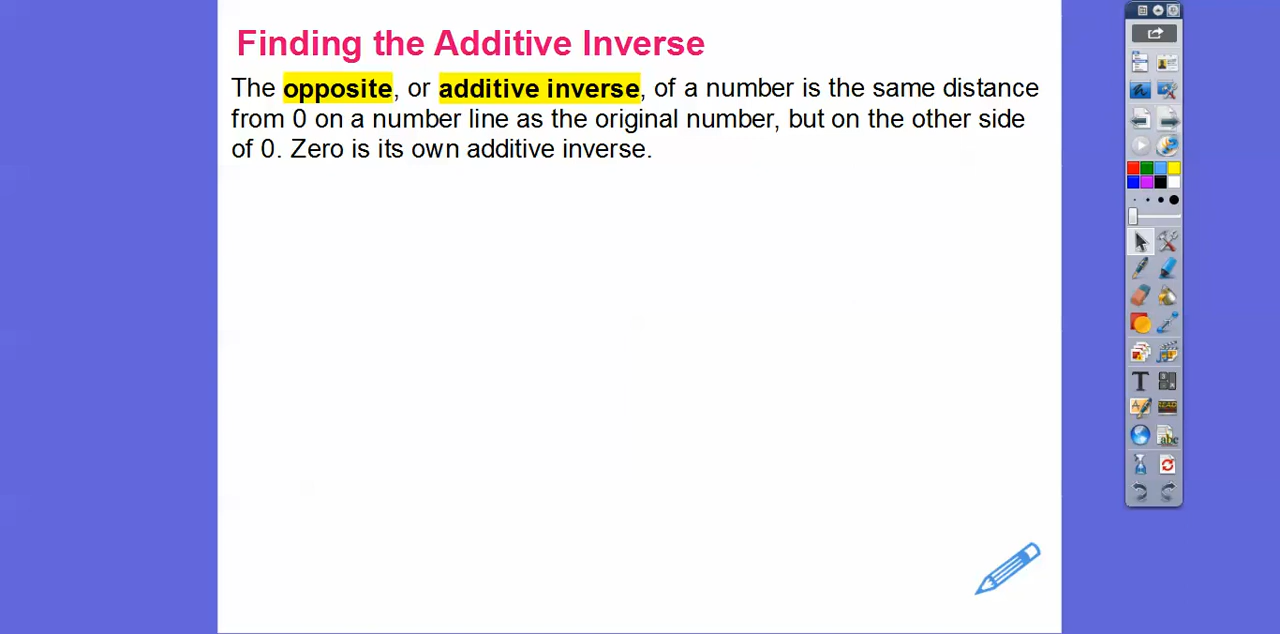 Finding the Additive Inverse
The opposite, or additive inverse, of a number is the same distance
from 0 on a number line as the original number, but on the other side
of 0. Zero is its own additive inverse.